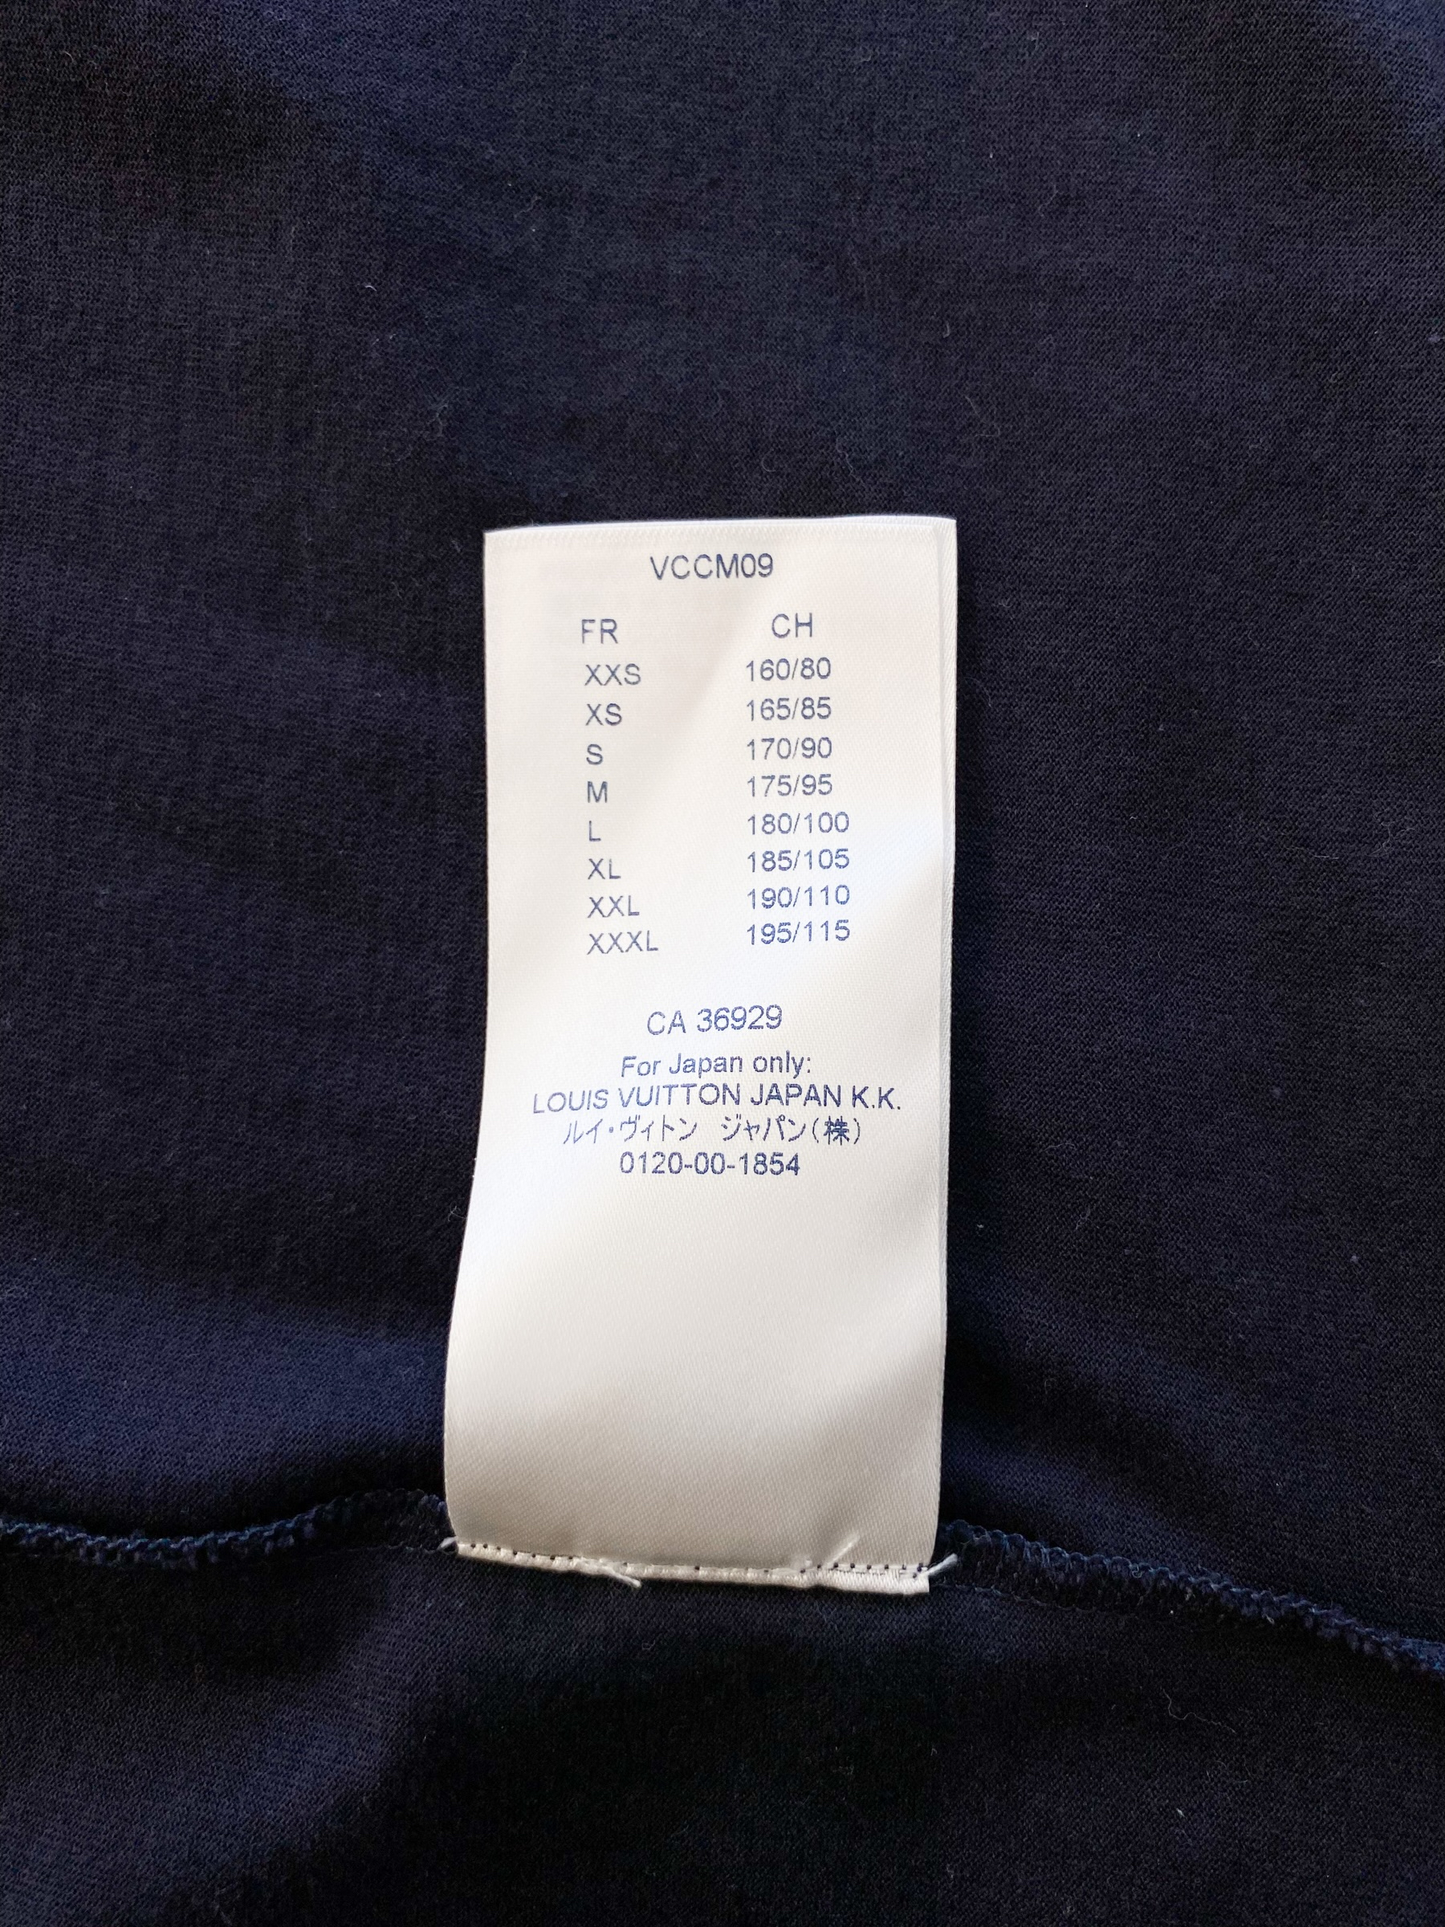 VCCM09
FR CH
XXS 160/80
XS 165/85
S 170/90
M 175/95
L 180/100
XL 185/105
XXL 190/110
XXXL 195/115
CA 36929
For Japan only:
LOUIS VUITTON JAPAN K.K.
ルイ・ヴィトン ジャパン(株)
0120-00-1854